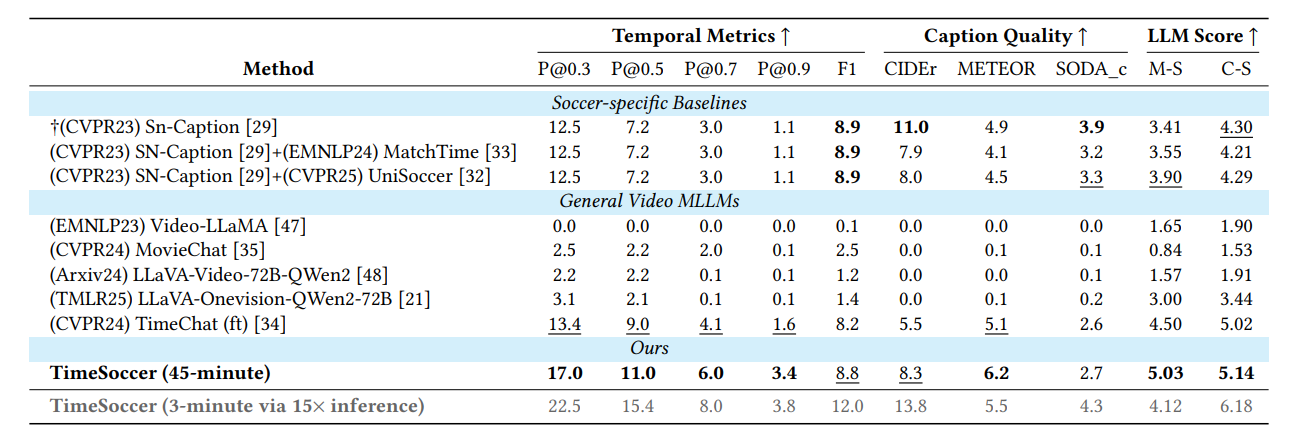 Temporal Metrics ↑ Caption Quality ↑ LLM Score ↑
Method P@0.3 P@0.5 P@0.7 P@0.9 F1 CIDEr METEOR SODA_c M-S C-S
Soccer-specific Baselines
†(CVPR23) Sn-Caption [29] 12.5 7.2 3.0 1.1 8.9 11.0 4.9 3.9 3.41 4.30
(CVPR23) SN-Caption [29]+(EMNLP24) MatchTime [33] 12.5 7.2 3.0 1.1 8.9 7.9 4.1 3.2 3.55 4.21
(CVPR23) SN-Caption [29]+(CVPR25) UniSoccer [32] 12.5 7.2 3.0 1.1 8.9 8.0 4.5 3.3 3.90 4.29
General Video MLLMs
(EMNLP23) Video-LLaMA [47] 0.0 0.0 0.0 0.0 0.1 0.0 0.0 0.0 1.65 1.90
(CVPR24) MovieChat [35] 2.5 2.2 2.0 0.1 2.5 0.0 0.1 0.1 0.84 1.53
(Arxiv24) LLaVA-Video-72B-QWen2 [48] 2.2 2.2 0.1 0.1 1.2 0.0 0.0 0.1 1.57 1.91
(TMLR25) LLaVA-Onevision-QWen2-72B [21] 3.1 2.1 0.1 0.1 1.4 0.0 0.1 0.2 3.00 3.44
(CVPR24) TimeChat (ft) [34] 13.4 9.0 4.1 1.6 8.2 5.5 5.1 2.6 4.50 5.02
Ours
TimeSoccer (45-minute) 17.0 11.0 6.0 3.4 8.8 8.3 6.2 2.7 5.03 5.14
TimeSoccer (3-minute via 15× inference) 22.5 15.4 8.0 3.8 12.0 13.8 5.5 4.3 4.12 6.18